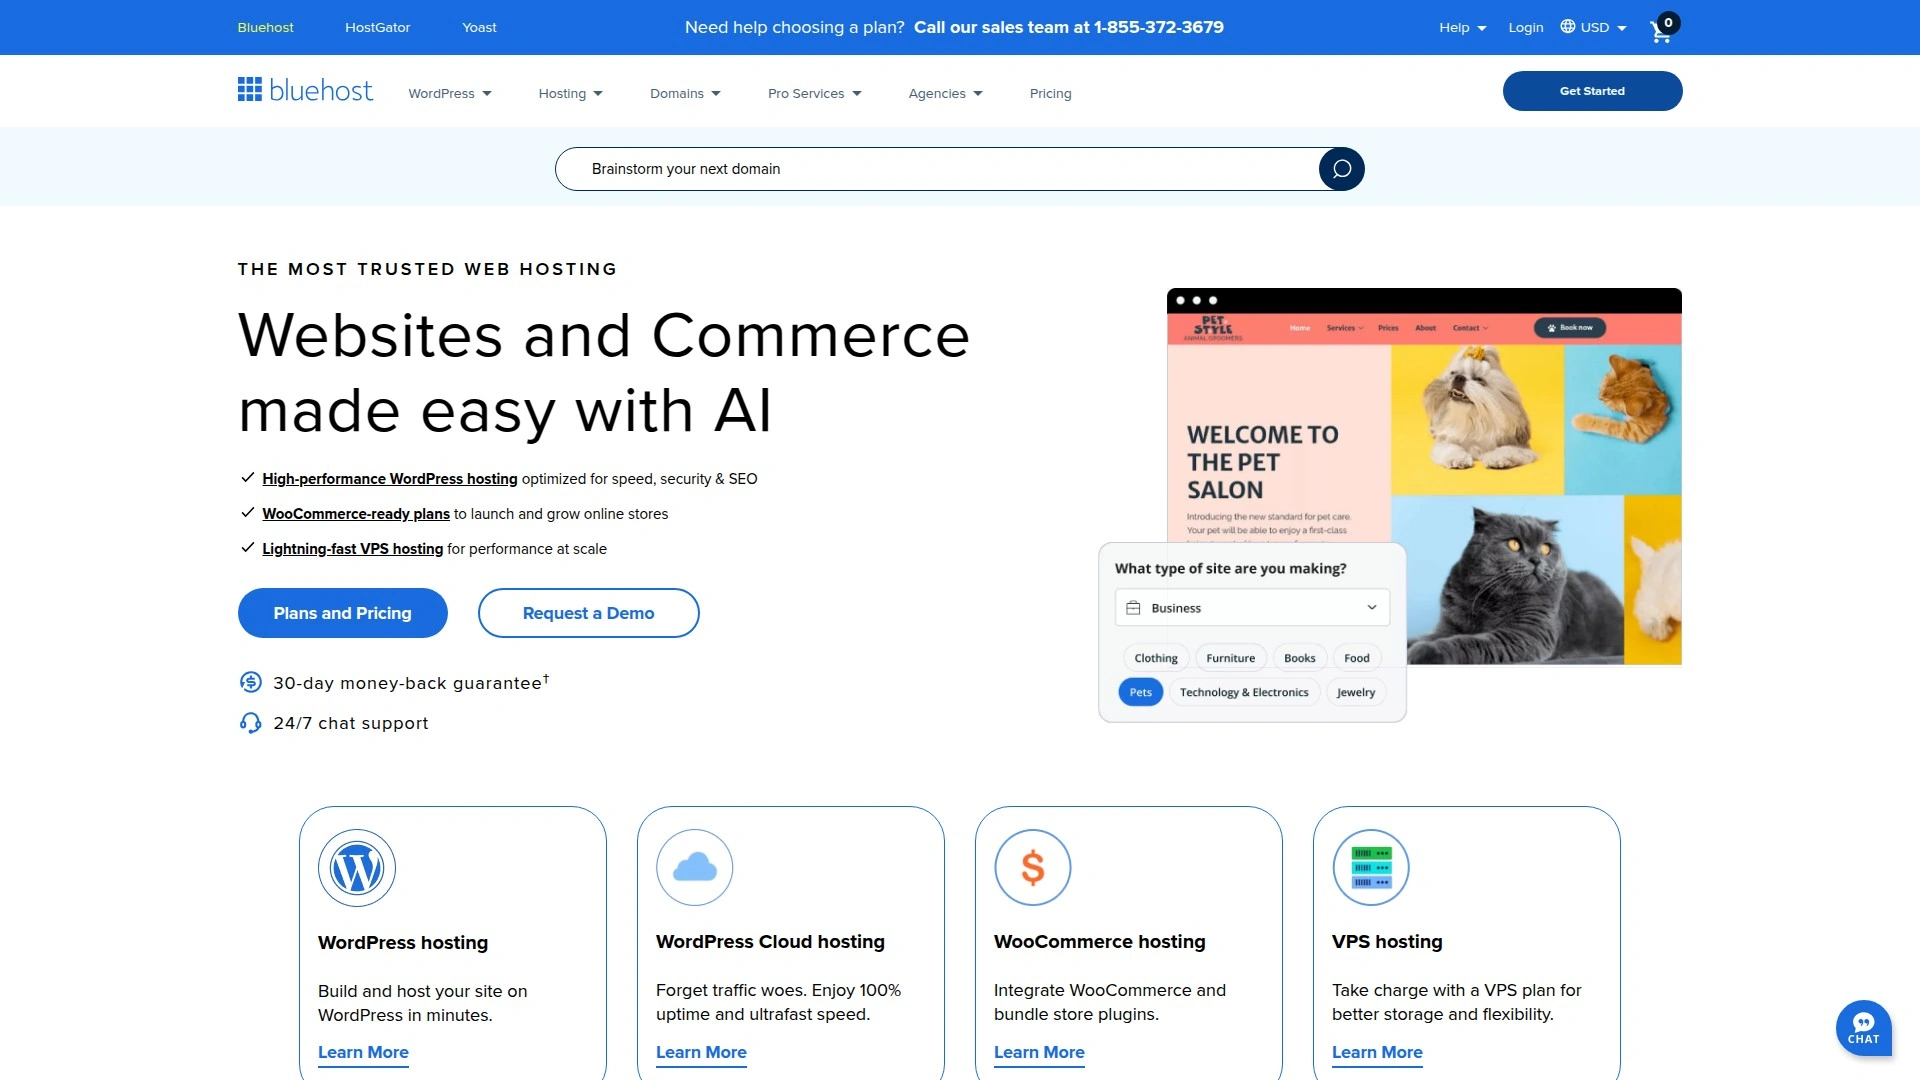 Bluehost
HostGator
Yoast
Need help choosing a plan? Call our sales team at 1-855-372-3679
Help
Login
USD
0
bluehost
WordPress
Hosting
Domains
Pro Services
Agencies
Pricing
Get Started
Brainstorm your next domain
THE MOST TRUSTED WEB HOSTING
Websites and Commerce
made easy with AI
High-performance WordPress hosting optimized for speed, security & SEO
WooCommerce-ready plans to launch and grow online stores
Lightning-fast VPS hosting for performance at scale
Plans and Pricing
Request a Demo
30-day money-back guarantee†
24/7 chat support
PET
STYLE
ANIMAL GROOMERS
Home
Services
Prices
About
Contact
Book now
WELCOME TO
THE PET
SALON
Introducing the new standard for pet care.
Your pet will be able to enjoy a first-class
What type of site are you making?
Business
Clothing
Furniture
Books
Food
Pets
Technology & Electronics
Jewelry
WordPress hosting
Build and host your site on
WordPress in minutes.
Learn More
WordPress Cloud hosting
Forget traffic woes. Enjoy 100%
uptime and ultrafast speed.
Learn More
WooCommerce hosting
Integrate WooCommerce and
bundle store plugins.
Learn More
VPS hosting
Take charge with a VPS plan for
better storage and flexibility.
Learn More
CHAT